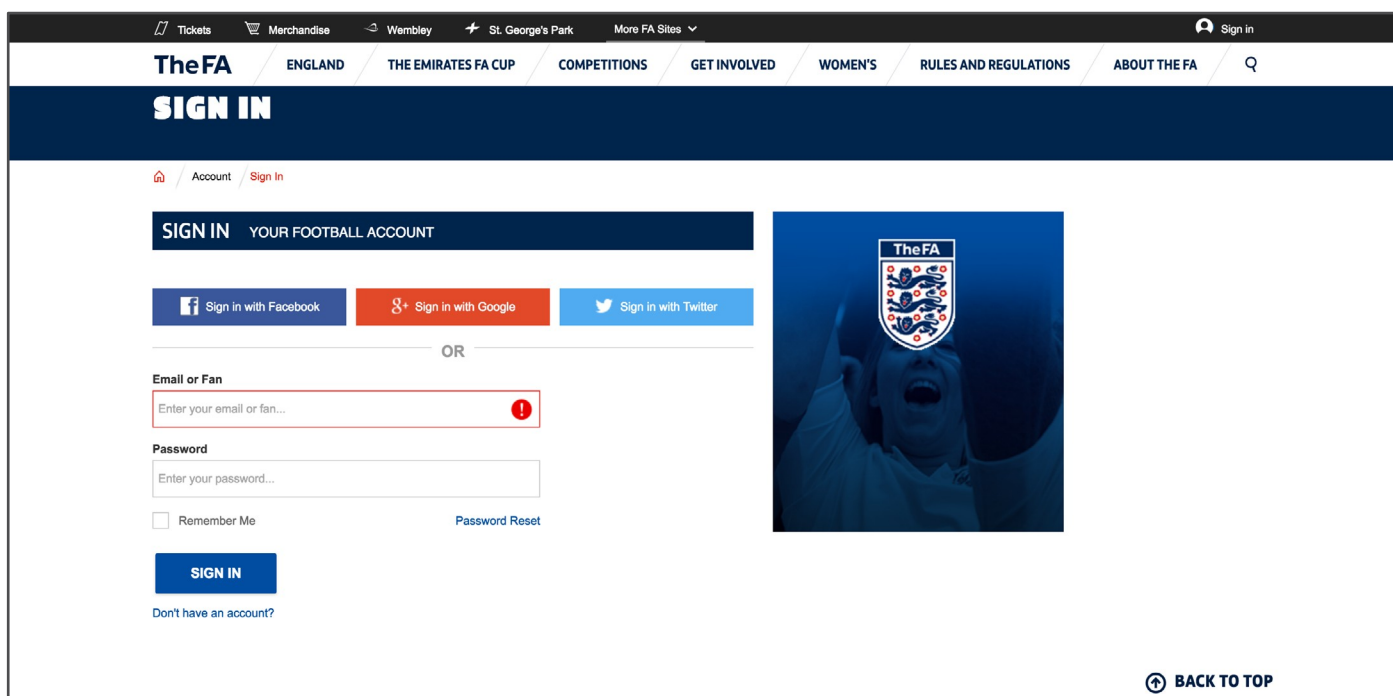 Tickets Merchandise Wembley St. George's Park More FA Sites Sign in
TheFA ENGLAND THE EMIRATES FA CUP COMPETITIONS GET INVOLVED WOMEN'S RULES AND REGULATIONS ABOUT THE FA
SIGN IN
Account Sign In
SIGN IN YOUR FOOTBALL ACCOUNT
TheFA
Sign in with Facebook Sign in with Google Sign in with Twitter
OR
Email or Fan
Enter your email or fan...
Password
Enter your password...
Remember Me Password Reset
SIGN IN
Don't have an account?
BACK TO TOP